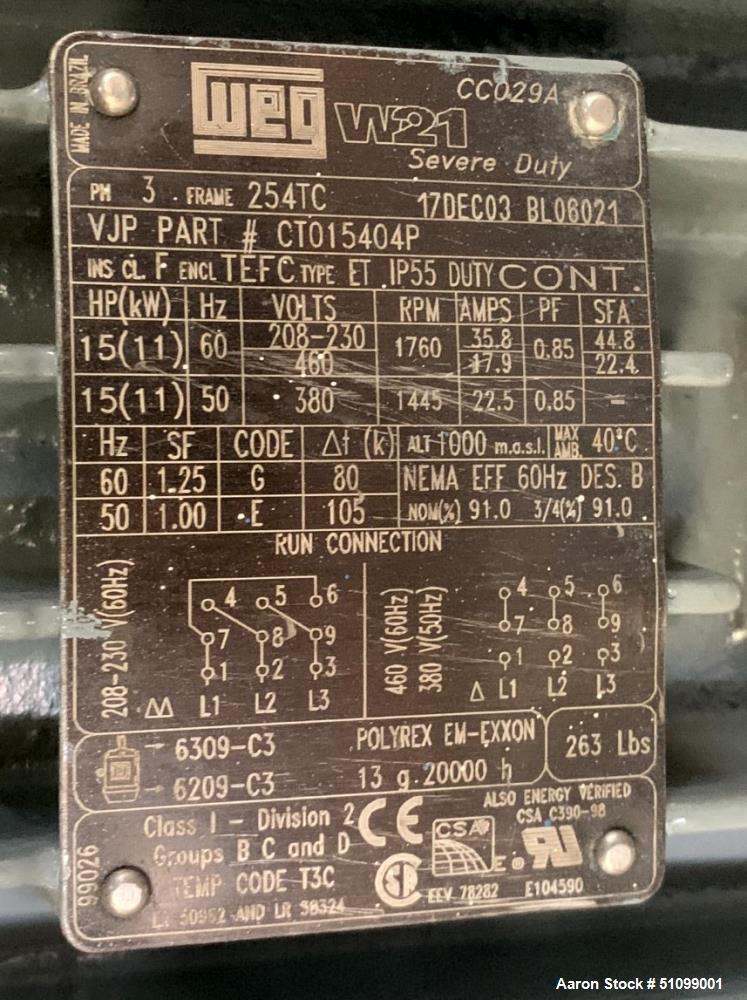 MADE IN BRAZIL
CC029A
WEG W21
Severe Duty
PH 3 FRAME 254TC 17DEC03 BL06021
VJP PART # CT015404P
INS CL. F ENCL TEFC TYPE ET IP55 DUTY CONT.
HP(kW) Hz VOLTS RPM AMPS PF SFA
15(11) 60 208-230 1760 35.8 0.85 44.8
460 17.9 22.4
15(11) 50 380 1445 22.5 0.85 -
Hz SF CODE Δt (k) ALT 1000 m.a.s.l. MAX AMB. 40°C
60 1.25 G 80 NEMA EFF 60Hz DES. B
50 1.00 E 105 NOM(%) 91.0 3/4(%) 91.0
RUN CONNECTION
208-230 V(60Hz)
4 5 6
7 8 9
1 2 3
ΔΔ L1 L2 L3
460 V(60Hz)
380 V(50Hz)
4 5 6
7 8 9
1 2 3
Δ L1 L2 L3
6309-C3 POLYREX EM-EXXON 263 Lbs
6209-C3 13 g.20000 h
99026
Class I - Division 2
Groups B C and D
TEMP CODE T3C
50962 AND LR 38324
CE
ALSO ENERGY VERIFIED
CSA C390-98
CSA E ®
EEV 78282 E104590
Aaron Stock # 51099001